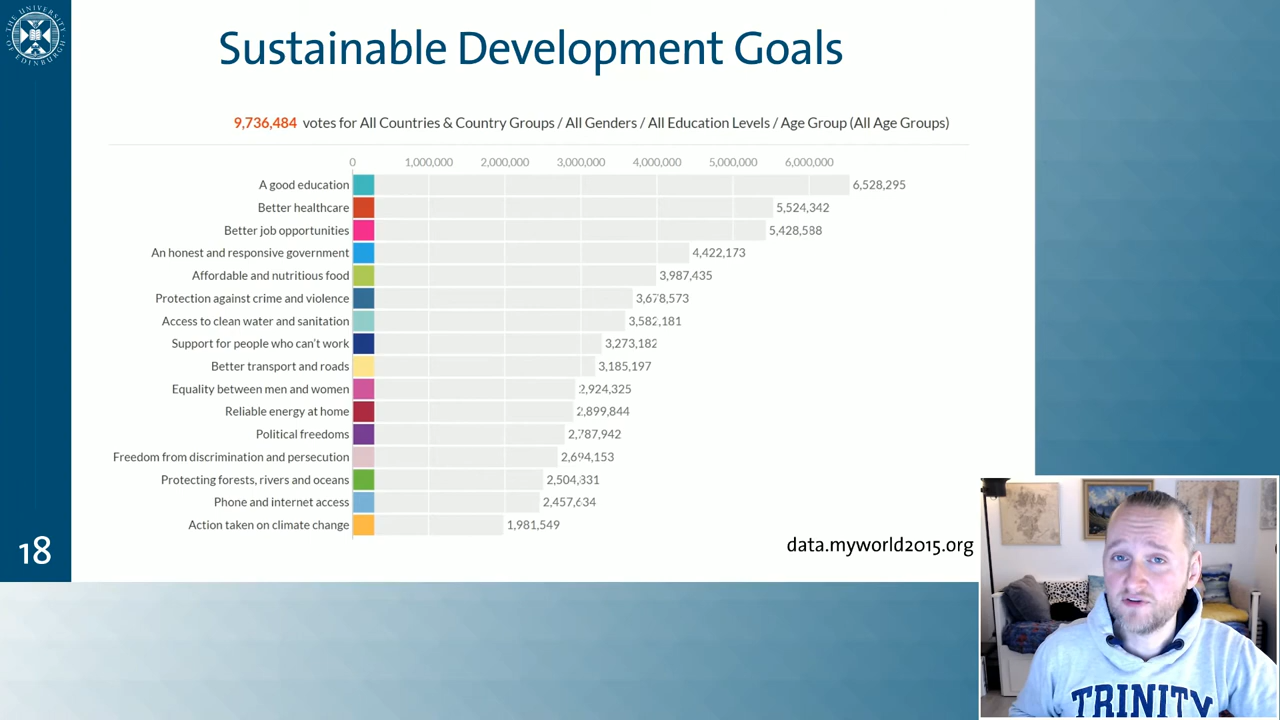 THE UNIVERSITY OF EDINBURGH
Sustainable Development Goals
9,736,484 votes for All Countries & Country Groups / All Genders / All Education Levels / Age Group (All Age Groups)
0 1,000,000 2,000,000 3,000,000 4,000,000 5,000,000 6,000,000
A good education 6,528,295
Better healthcare 5,524,342
Better job opportunities 5,428,588
An honest and responsive government 4,422,173
Affordable and nutritious food 3,987,435
Protection against crime and violence 3,678,573
Access to clean water and sanitation 3,582,181
Support for people who can't work 3,273,182
Better transport and roads 3,185,197
Equality between men and women 2,924,325
Reliable energy at home 2,899,844
Political freedoms 2,787,942
Freedom from discrimination and persecution 2,694,153
Protecting forests, rivers and oceans 2,504,331
Phone and internet access 2,457,634
Action taken on climate change 1,981,549
18
data.myworld2015.org
TRINITY